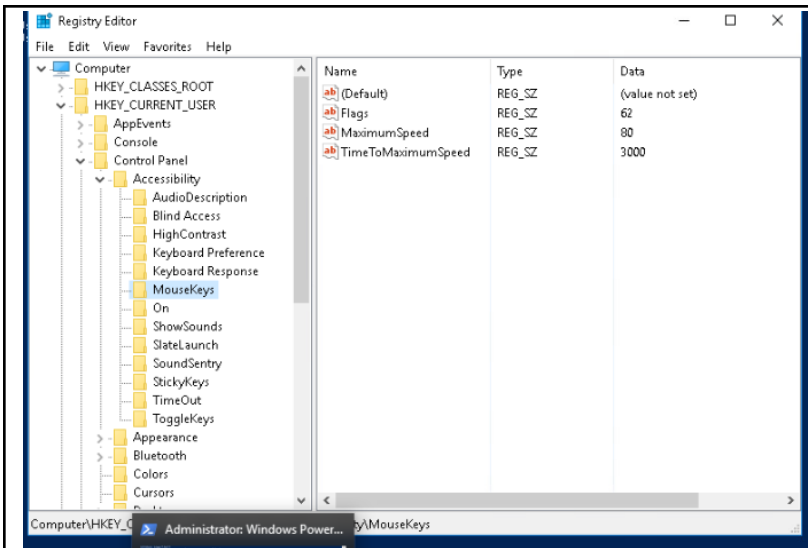 Registry Editor
File Edit View Favorites Help
Computer
HKEY_CLASSES_ROOT
HKEY_CURRENT_USER
AppEvents
Console
Control Panel
Accessibility
AudioDescription
Blind Access
HighContrast
Keyboard Preference
Keyboard Response
MouseKeys
On
ShowSounds
SlateLaunch
SoundSentry
StickyKeys
TimeOut
ToggleKeys
Appearance
Bluetooth
Colors
Cursors
Name Type Data
(Default) REG_SZ (value not set)
Flags REG_SZ 62
MaximumSpeed REG_SZ 80
TimeToMaximumSpeed REG_SZ 3000
Computer\HKEY_C ty\MouseKeys
Administrator: Windows Power...